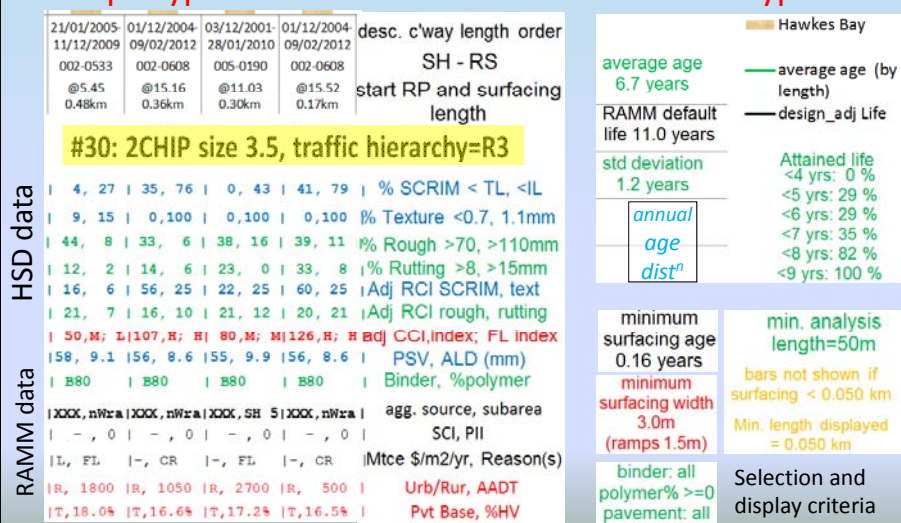 21/01/2005- 01/12/2004- 03/12/2001- 01/12/2004- desc. c'way length order
11/12/2009 09/02/2012 28/01/2010 09/02/2012
002-0533 002-0608 005-0190 002-0608 SH - RS
@5.45 @15.16 @11.03 @15.52 start RP and surfacing
0.48km 0.36km 0.30km 0.17km length
#30: 2CHIP size 3.5, traffic hierarchy=R3
HSD data
| 4, 27 | 35, 76 | 0, 43 | 41, 79 | % SCRIM < TL, <IL
| 9, 15 | 0,100 | 0,100 | 0,100 % Texture <0.7, 1.1mm
| 44, 8 | 33, 6 | 38, 16 | 39, 11 % Rough >70, >110mm
| 12, 2 | 14, 6 | 23, 0 | 33, 8 % Rutting >8, >15mm
| 16, 6 | 56, 25 | 22, 25 | 60, 25 Adj RCI SCRIM, text
| 21, 7 | 16, 10 | 21, 12 | 20, 21 Adj RCI rough, rutting
| 50,M; L|107,H; H| 80,M; M|126,H; H adj CCI,index; FL index
RAMM data
|58, 9.1 |56, 8.6 |55, 9.9 |56, 8.6 | PSV, ALD (mm)
| B80 | B80 | B80 | B80 | Binder, %polymer
|XXX,nWra|XXX,nWra|XXX,SH 5|XXX,nWra | agg. source, subarea
| - , 0 | - , 0 | - , 0 | - , 0 | SCI, PII
|L, FL |-, CR |-, FL |-, CR |Mtce $/m2/yr, Reason(s)
|R, 1800 |R, 1050 |R, 2700 |R, 500 | Urb/Rur, AADT
|T,18.0% |T,16.6% |T,17.2% |T,16.5% | Pvt Base, %HV
average age
6.7 years
RAMM default
life 11.0 years
std deviation
1.2 years
annual
age
distⁿ
Hawkes Bay
average age (by
length)
design_adj Life
Attained life
<4 yrs: 0 %
<5 yrs: 29 %
<6 yrs: 29 %
<7 yrs: 35 %
<8 yrs: 82 %
<9 yrs: 100 %
minimum
surfacing age
0.16 years
minimum
surfacing width
3.0m
(ramps 1.5m)
binder: all
polymer% >=0
pavement: all
min. analysis
length=50m
bars not shown if
surfacing < 0.050 km
Min. length displayed
= 0.050 km
Selection and
display criteria